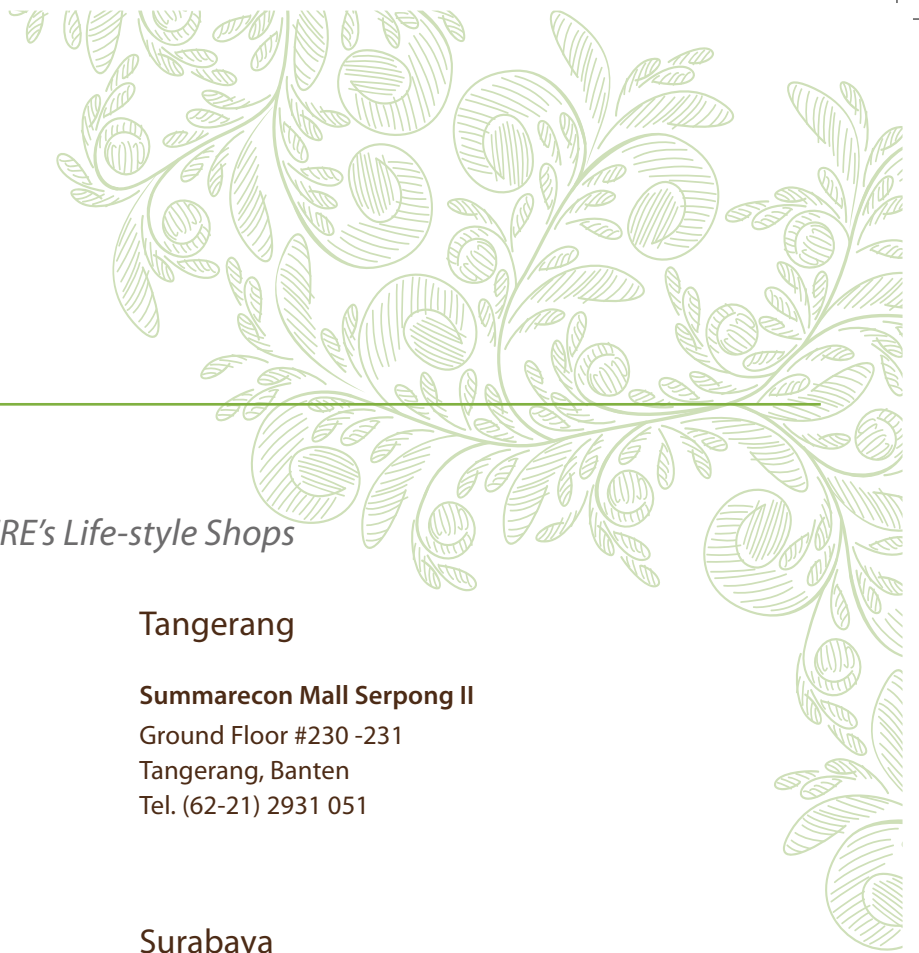 RE’s Life-style Shops
Tangerang
Summarecon Mall Serpong II
Ground Floor #230 -231
Tangerang, Banten
Tel. (62-21) 2931 051
Surabaya